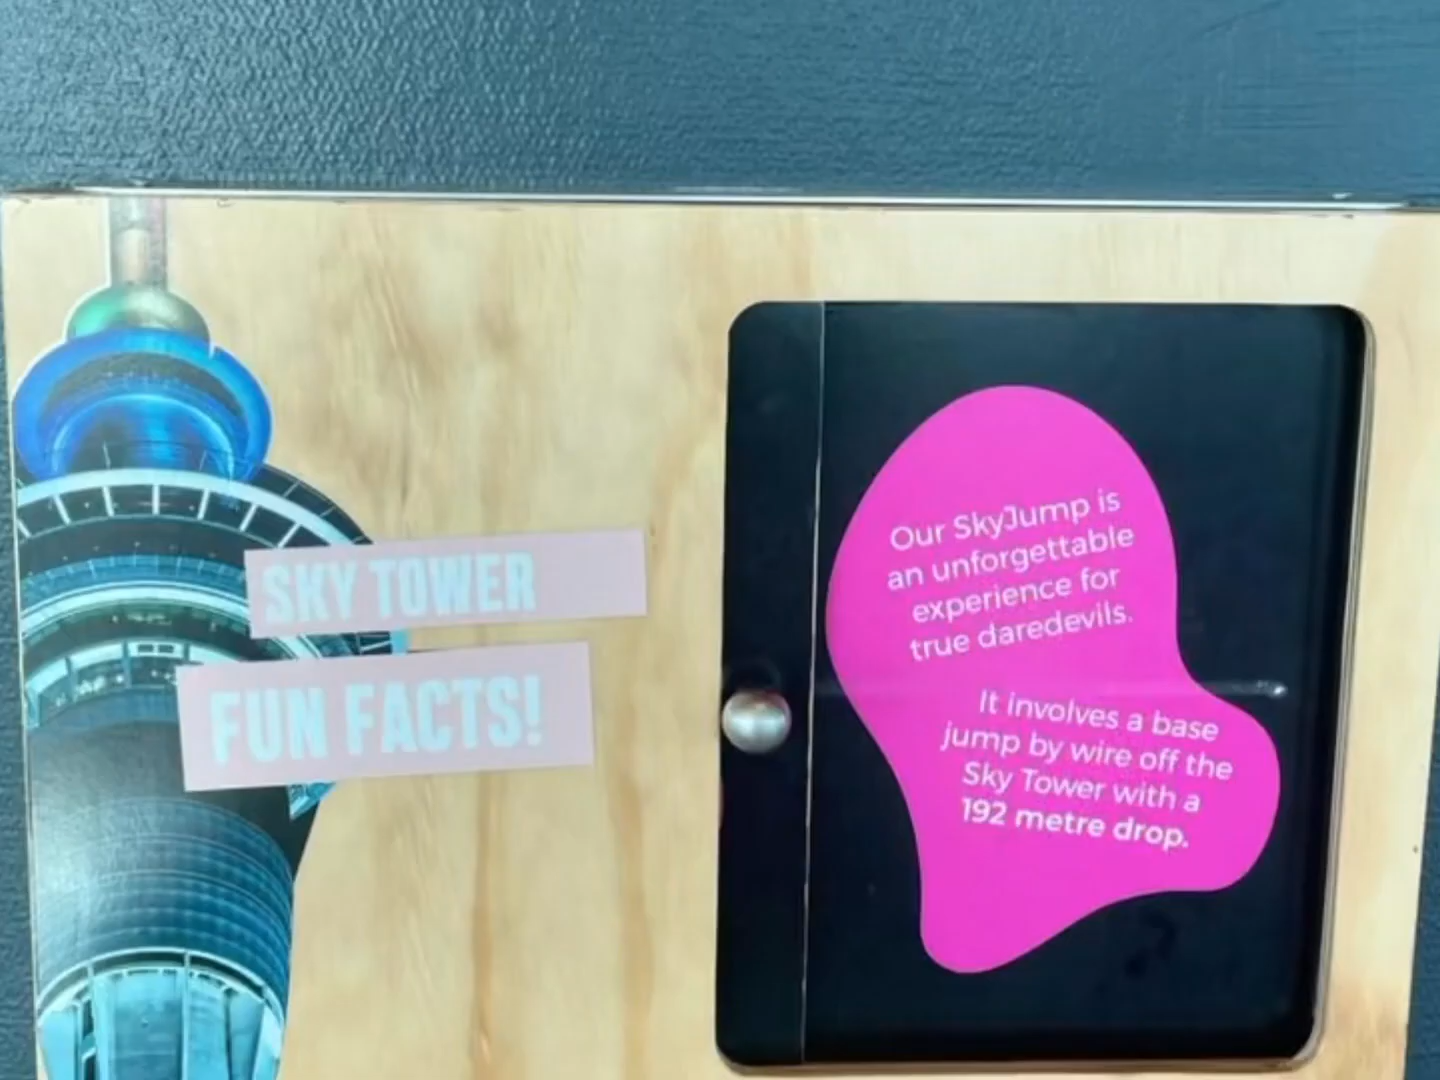 SKY TOWER
FUN FACTS!
Our SkyJump is
an unforgettable
experience for
true daredevils.
It involves a base
jump by wire off the
Sky Tower with a
192 metre drop.